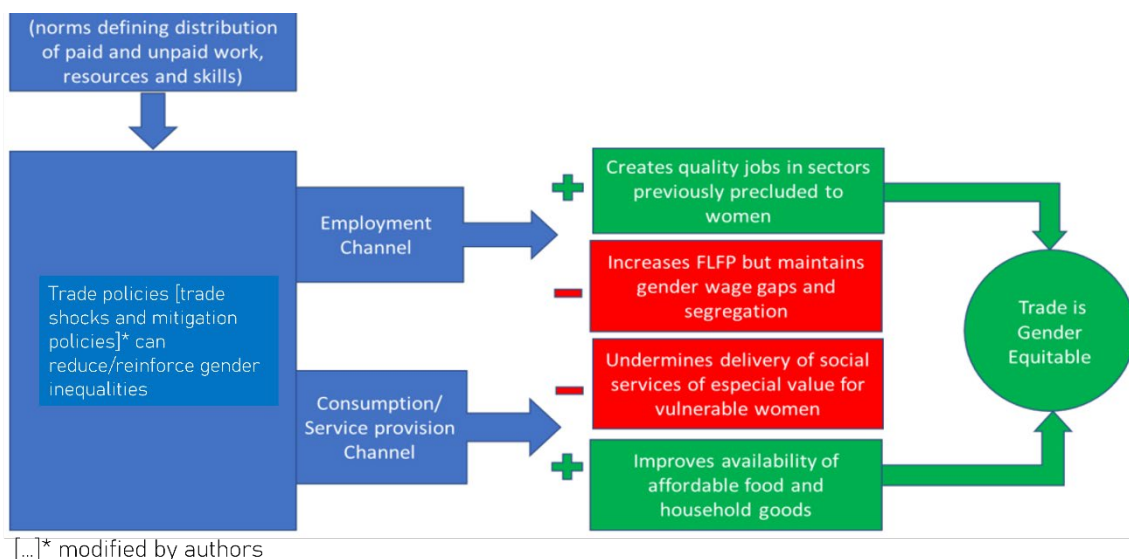 (norms defining distribution
of paid and unpaid work,
resources and skills)
Trade policies [trade
shocks and mitigation
policies]* can
reduce/reinforce gender
inequalities
Employment
Channel
Consumption/
Service provision
Channel
+
Creates quality jobs in sectors
previously precluded to
women
–
Increases FLFP but maintains
gender wage gaps and
segregation
–
Undermines delivery of social
services of especial value for
vulnerable women
+
Improves availability of
affordable food and
household goods
Trade is
Gender
Equitable
[...]* modified by authors